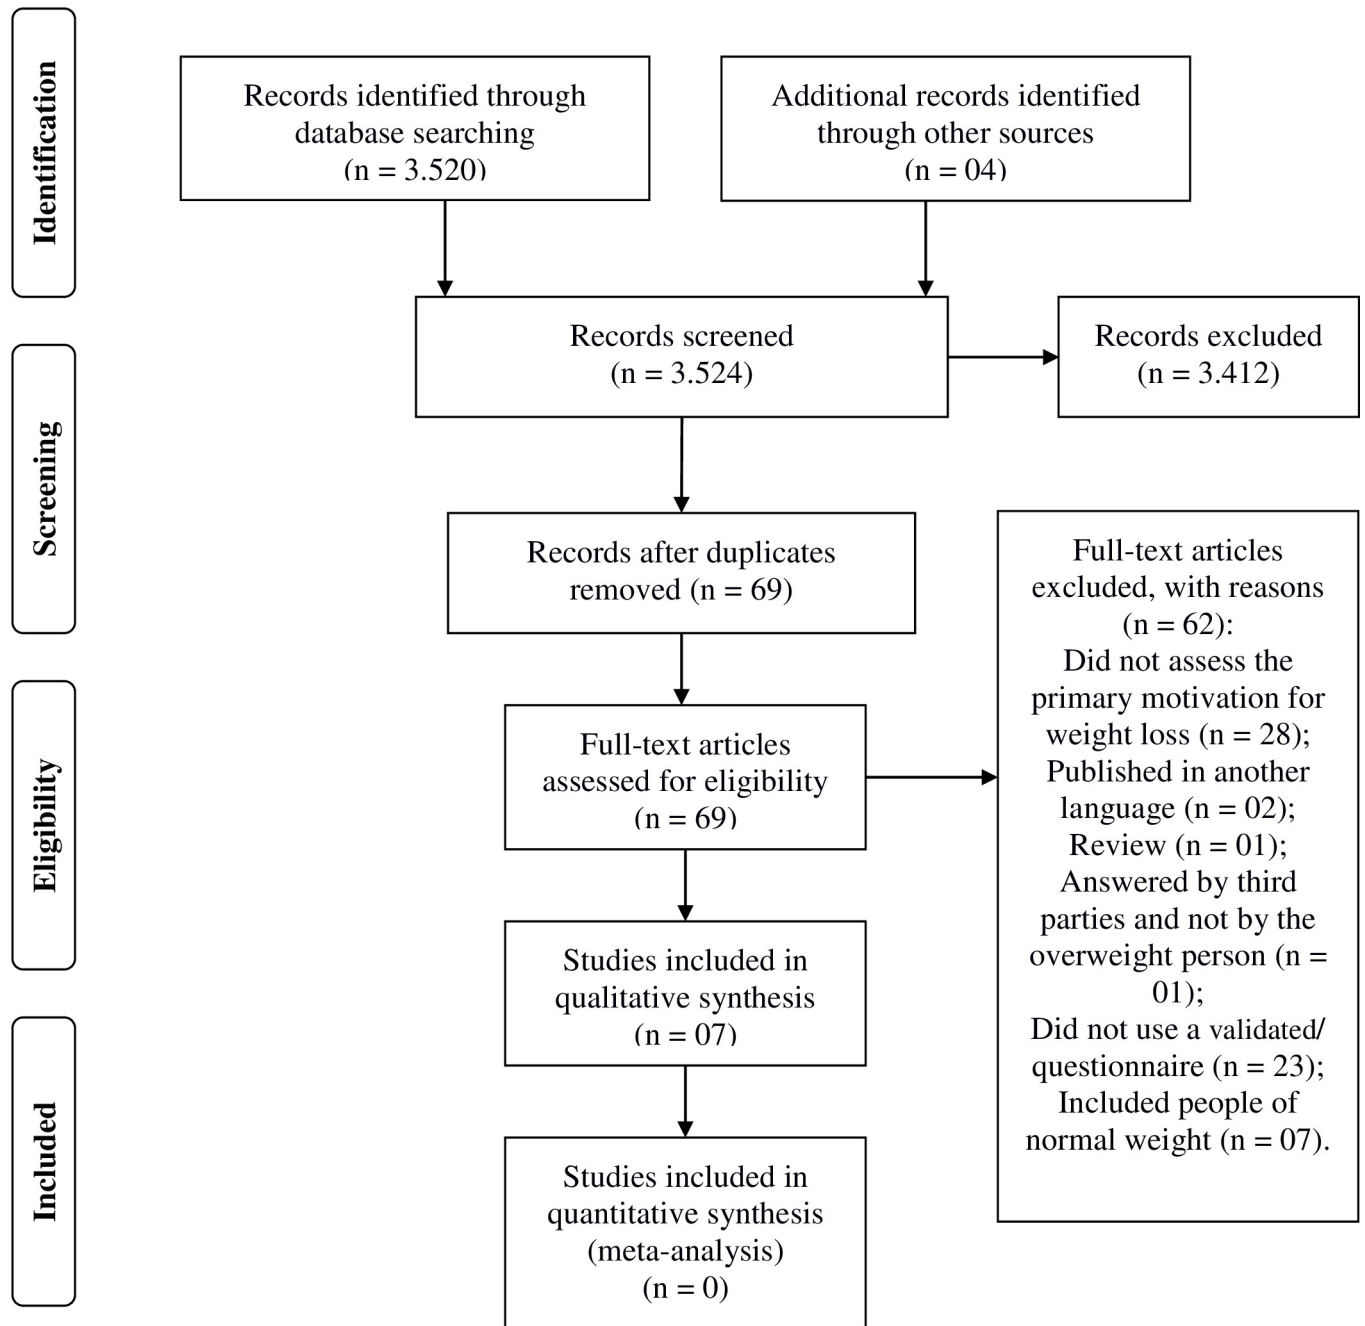 Identification
Records identified through
database searching
(n = 3.520)
Additional records identified
through other sources
(n = 04)
Records screened
(n = 3.524)
Records excluded
(n = 3.412)
Screening
Records after duplicates
removed (n = 69)
Full-text articles
excluded, with reasons
(n = 62):
Did not assess the
primary motivation for
weight loss (n = 28);
Published in another
language (n = 02);
Review (n = 01);
Answered by third
parties and not by the
overweight person (n =
01);
Did not use a validated/
questionnaire (n = 23);
Included people of
normal weight (n = 07).
Eligibility
Full-text articles
assessed for eligibility
(n = 69)
Studies included in
qualitative synthesis
(n = 07)
Included
Studies included in
quantitative synthesis
(meta-analysis)
(n = 0)